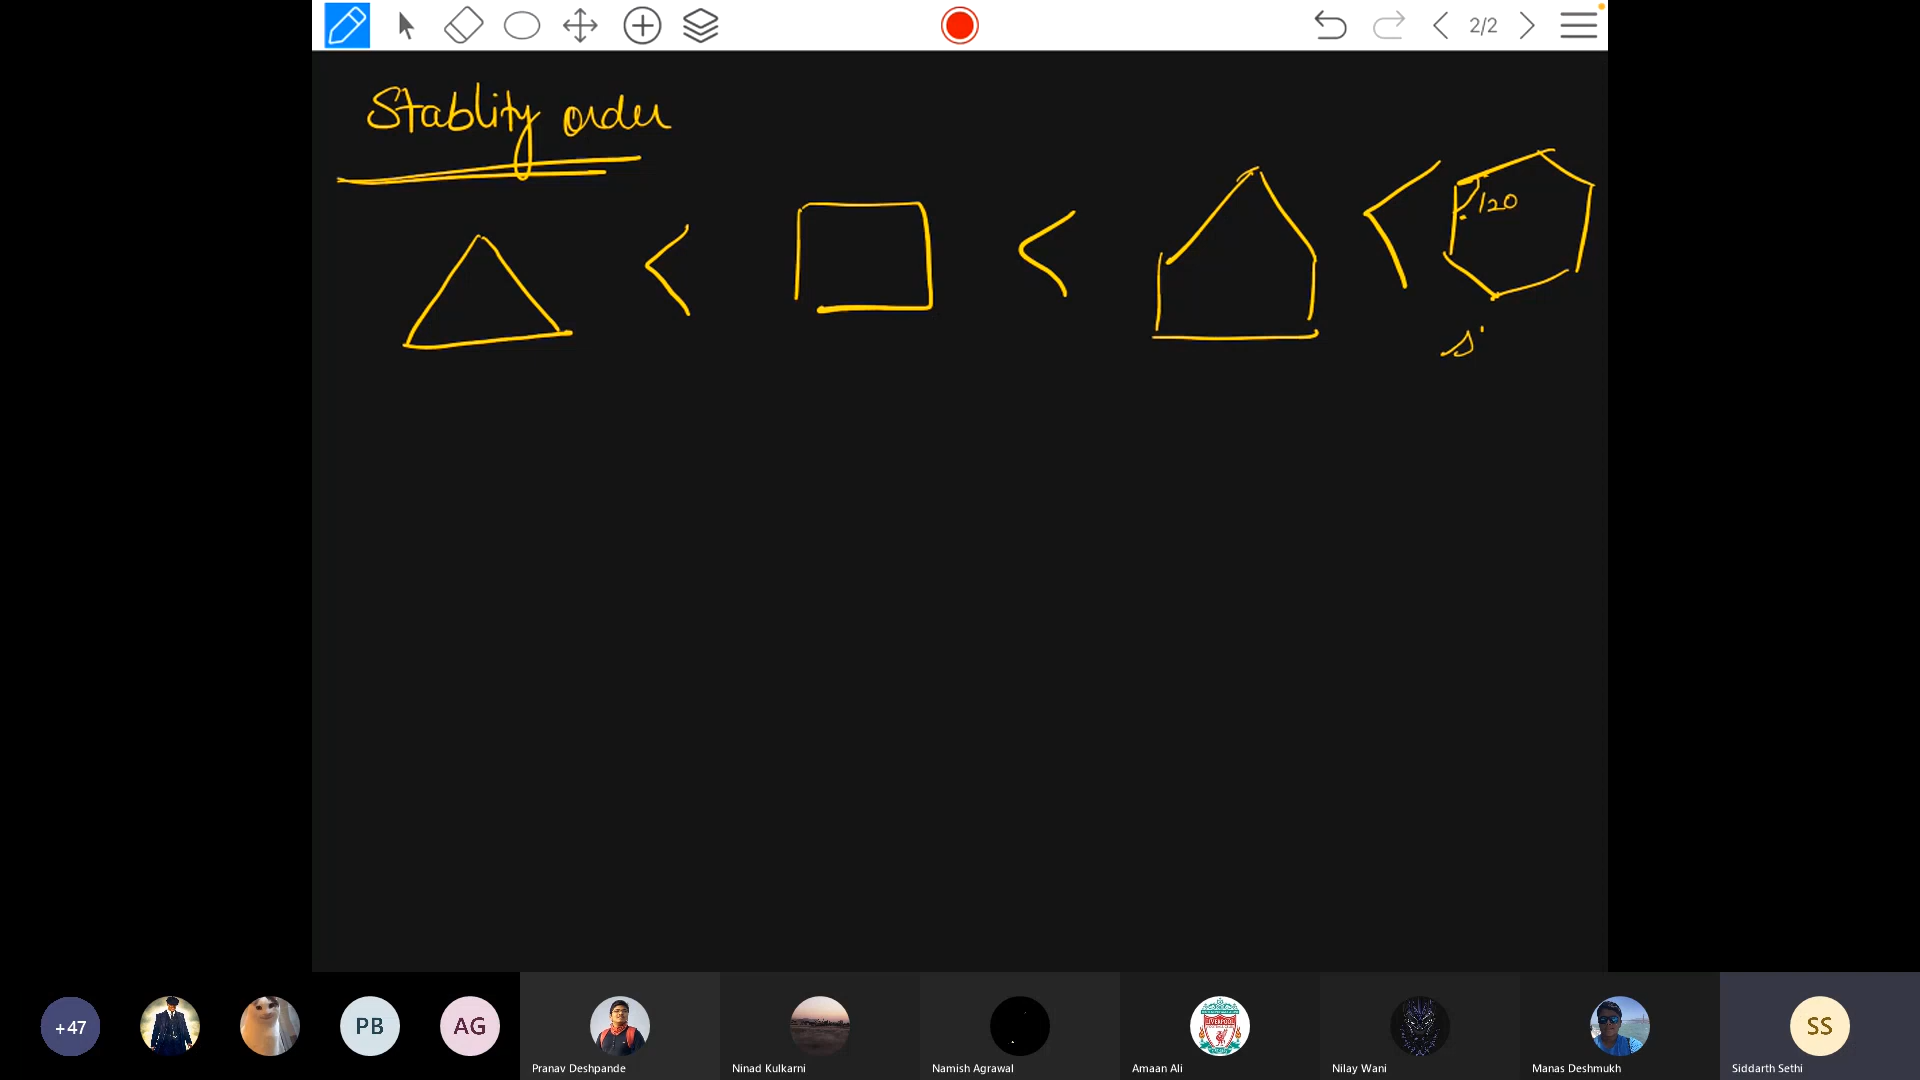 2/2
Stablity order
< < <
120
+47 PB AG LIVERPOOL SS
Pranav Deshpande Ninad Kulkarni Namish Agrawal Amaan Ali Nilay Wani Manas Deshmukh Siddarth Sethi